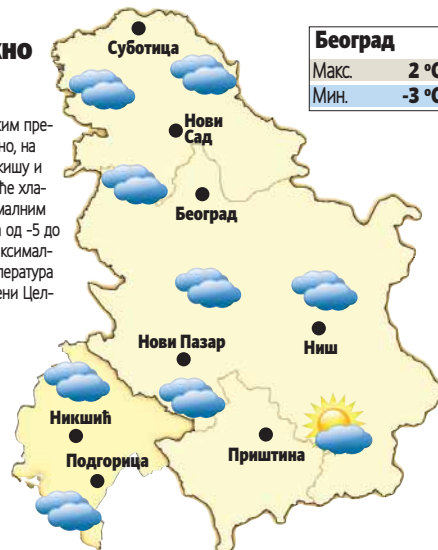 жно
ким пре-
но, на
кишу и
ће хла-
малним
а од -5 до
ксимал-
пература
ени Цел-
Београд
Макс. 2 °C
Мин. -3 °C
Суботица
Нови
Сад
Београд
Нови Пазар
Ниш
Никшић
Подгорица
Приштина